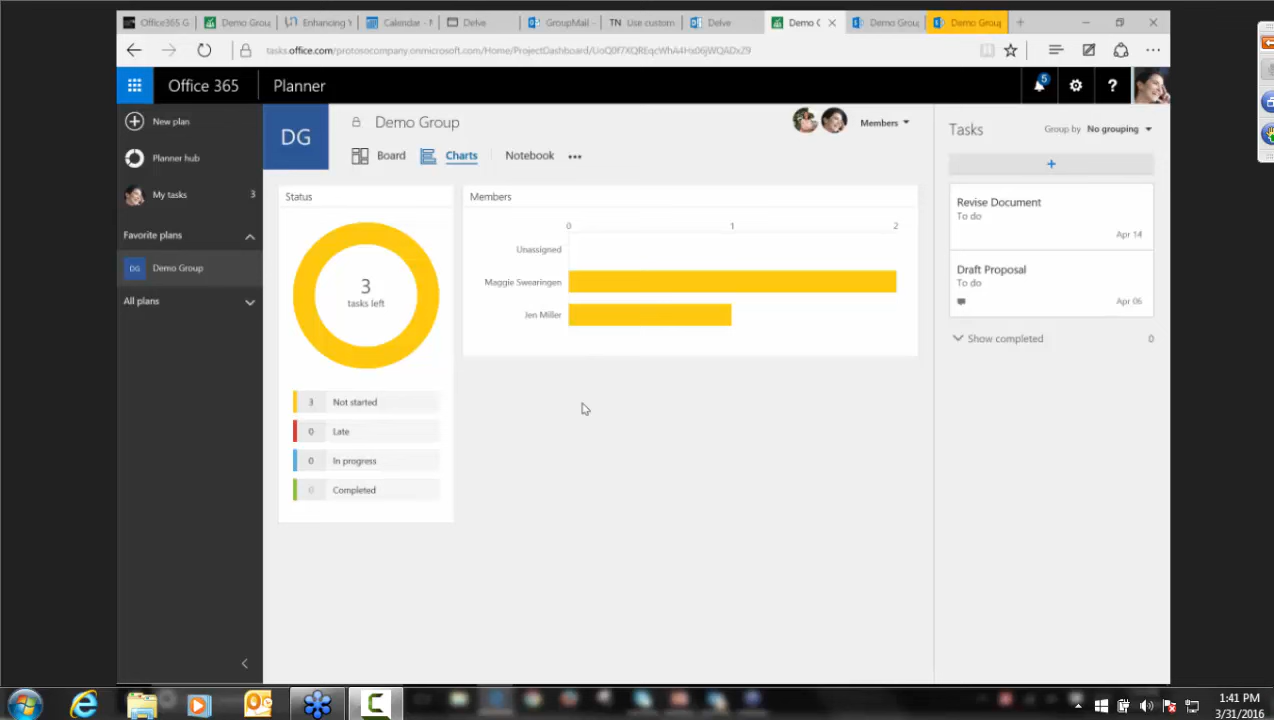 Office365 G
Demo Grou
Enhancing Y
Calendar - M
Delve
GroupMail -
TN Use custom
Delve
Demo G
Demo Grou
Demo Group
tasks.office.com/protosocompany.onmicrosoft.com/Home/ProjectDashboard/
Office 365
Planner
5
?
New plan
Planner hub
My tasks 3
Favorite plans
DG Demo Group
All plans
DG
Demo Group
Members
Board
Charts
Notebook
Status
3
tasks left
3 Not started
0 Late
0 In progress
0 Completed
Members
0 1 2
Unassigned
Maggie Swearingen
Jen Miller
Tasks
Group by No grouping
+
Revise Document
To do
Apr 14
Draft Proposal
To do
Apr 06
Show completed 0
1:41 PM
3/31/2016